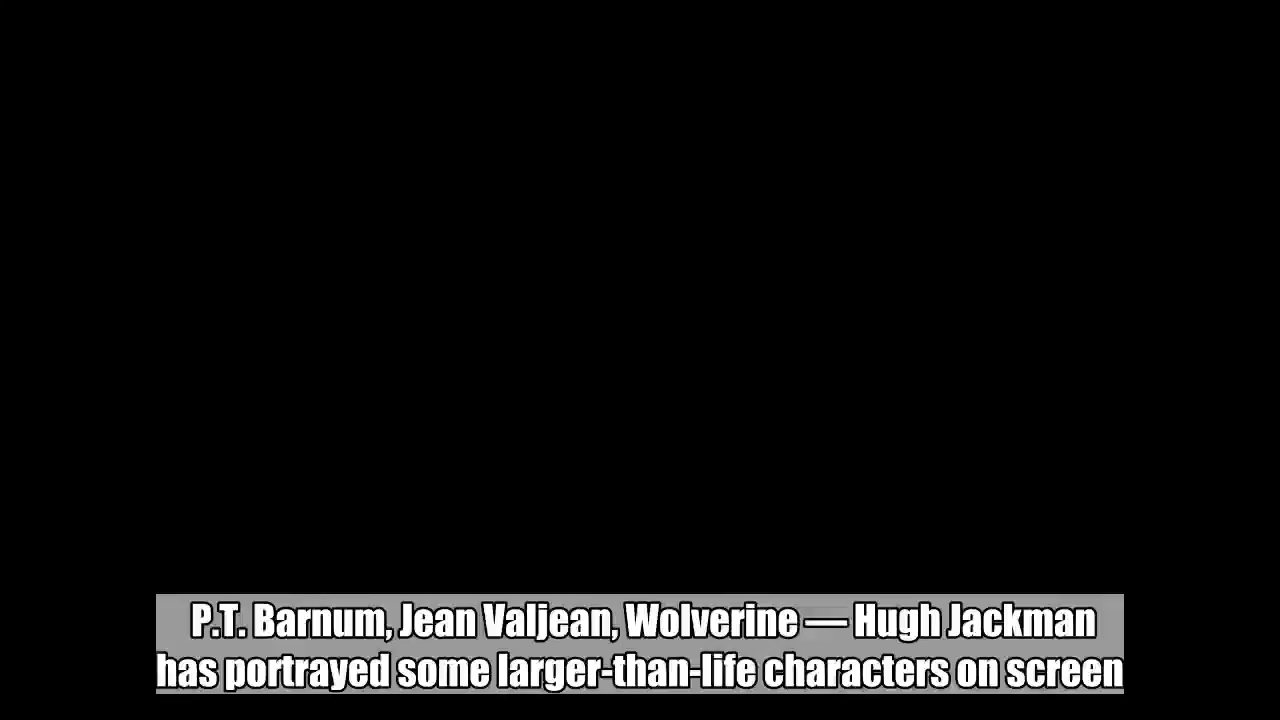 P.T. Barnum, Jean Valjean, Wolverine — Hugh Jackman
has portrayed some larger-than-life characters on screen